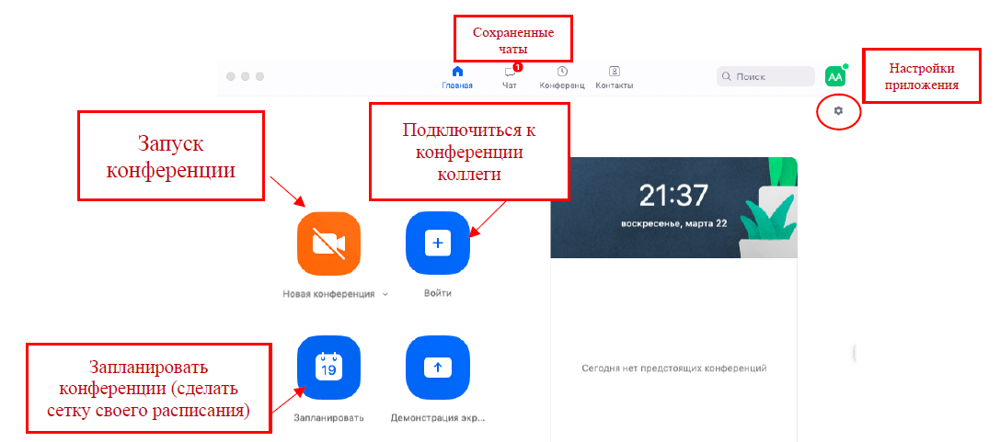 Сохраненные
чаты
Настройки
приложения
1
Главная
Чат
Конференц
Контакты
Поиск
АА
Запуск
конференции
Подключиться к
конференции
коллеги
21:37
воскресенье, марта 22
Новая конференция
Войти
Запланировать
конференции (сделать
сетку своего расписания)
19
Запланировать
Демонстрация экр...
Сегодня нет предстоящих конференций